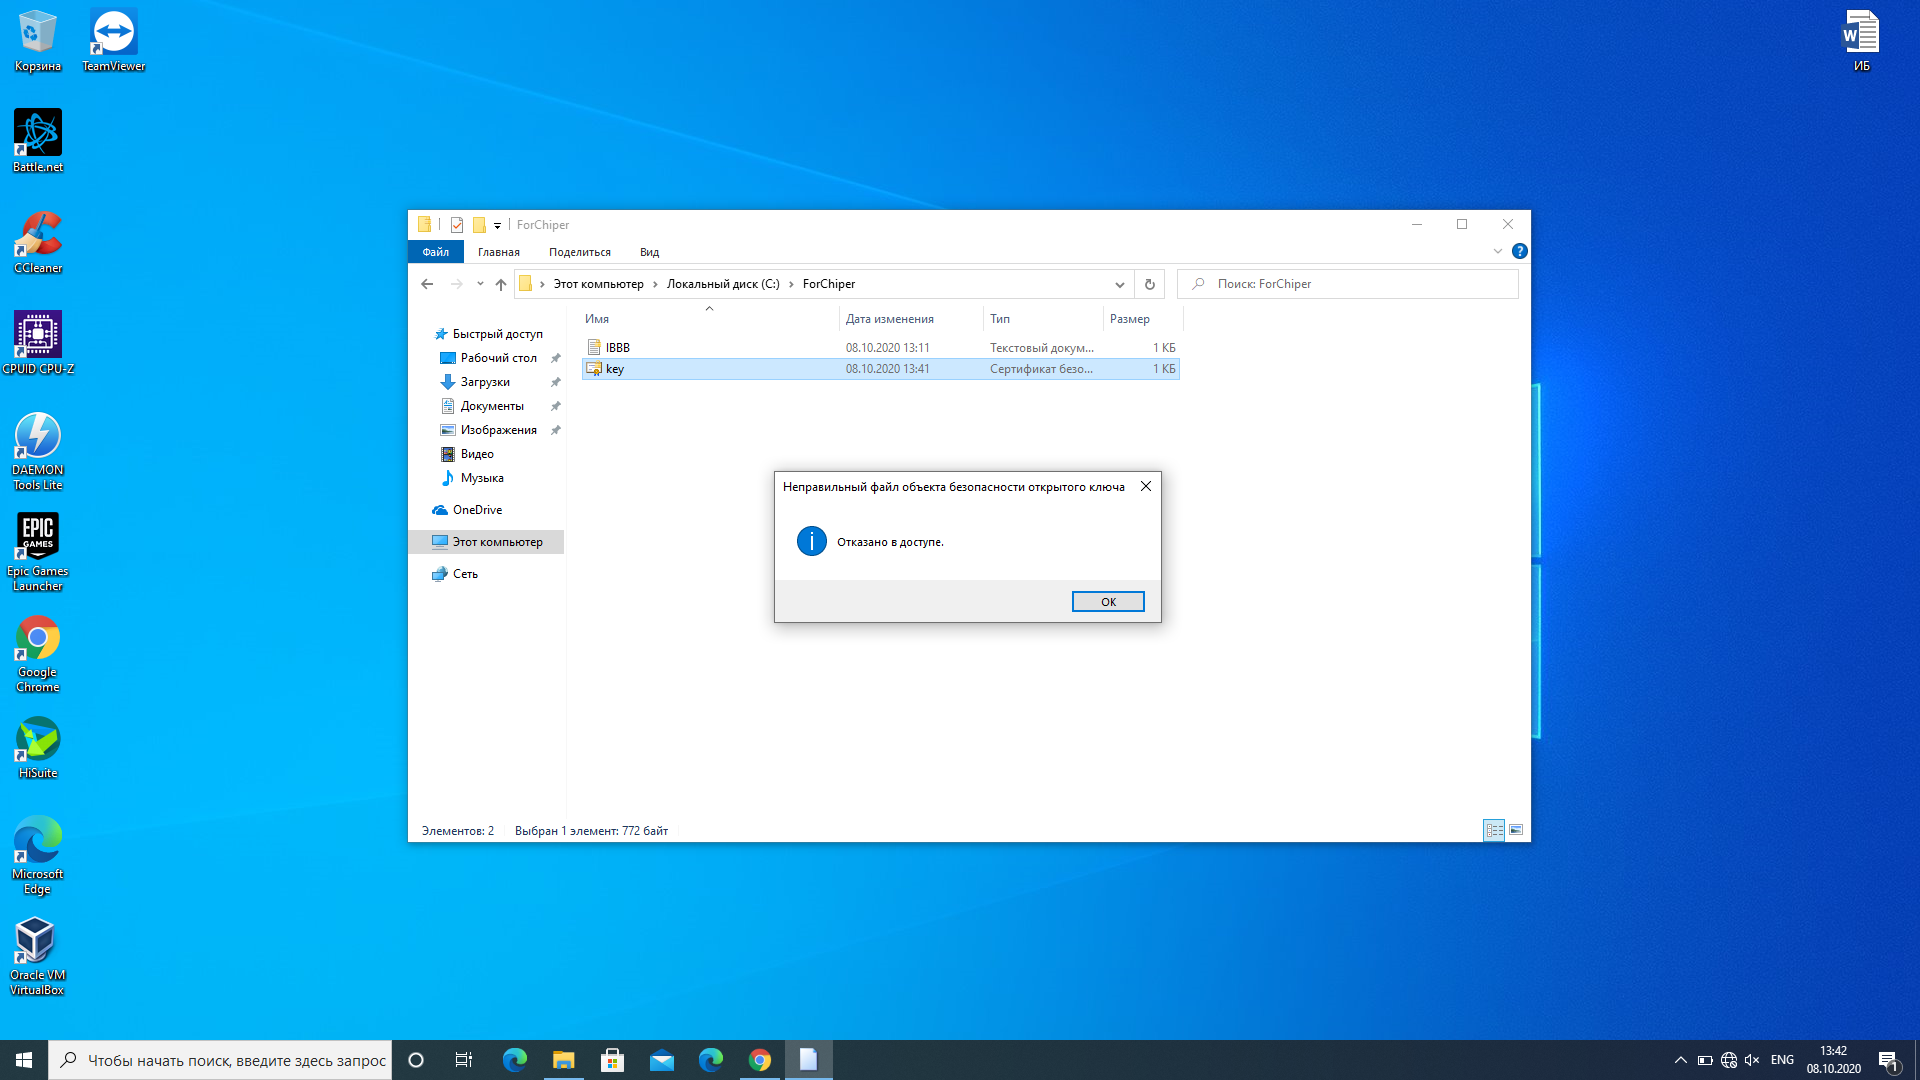 Корзина
TeamViewer
ИБ
Battle.net
CCleaner
CPUID CPU-Z
DAEMON
Tools Lite
EPIC
GAMES
Epic Games
Launcher
Google
Chrome
HiSuite
Microsoft
Edge
Oracle VM
VirtualBox
ForChiper
Файл
Главная
Поделиться
Вид
Этот компьютер
Локальный диск (C:)
ForChiper
Поиск: ForChiper
Быстрый доступ
Рабочий стол
Загрузки
Документы
Изображения
Видео
Музыка
OneDrive
Этот компьютер
Сеть
Имя
Дата изменения
Тип
Размер
IBBB
08.10.2020 13:11
Текстовый докум...
1 КБ
key
08.10.2020 13:41
Сертификат безо...
1 КБ
Неправильный файл объекта безопасности открытого ключа
Отказано в доступе.
ОК
Элементов: 2
Выбран 1 элемент: 772 байт
Чтобы начать поиск, введите здесь запрос
ENG
13:42
08.10.2020
1